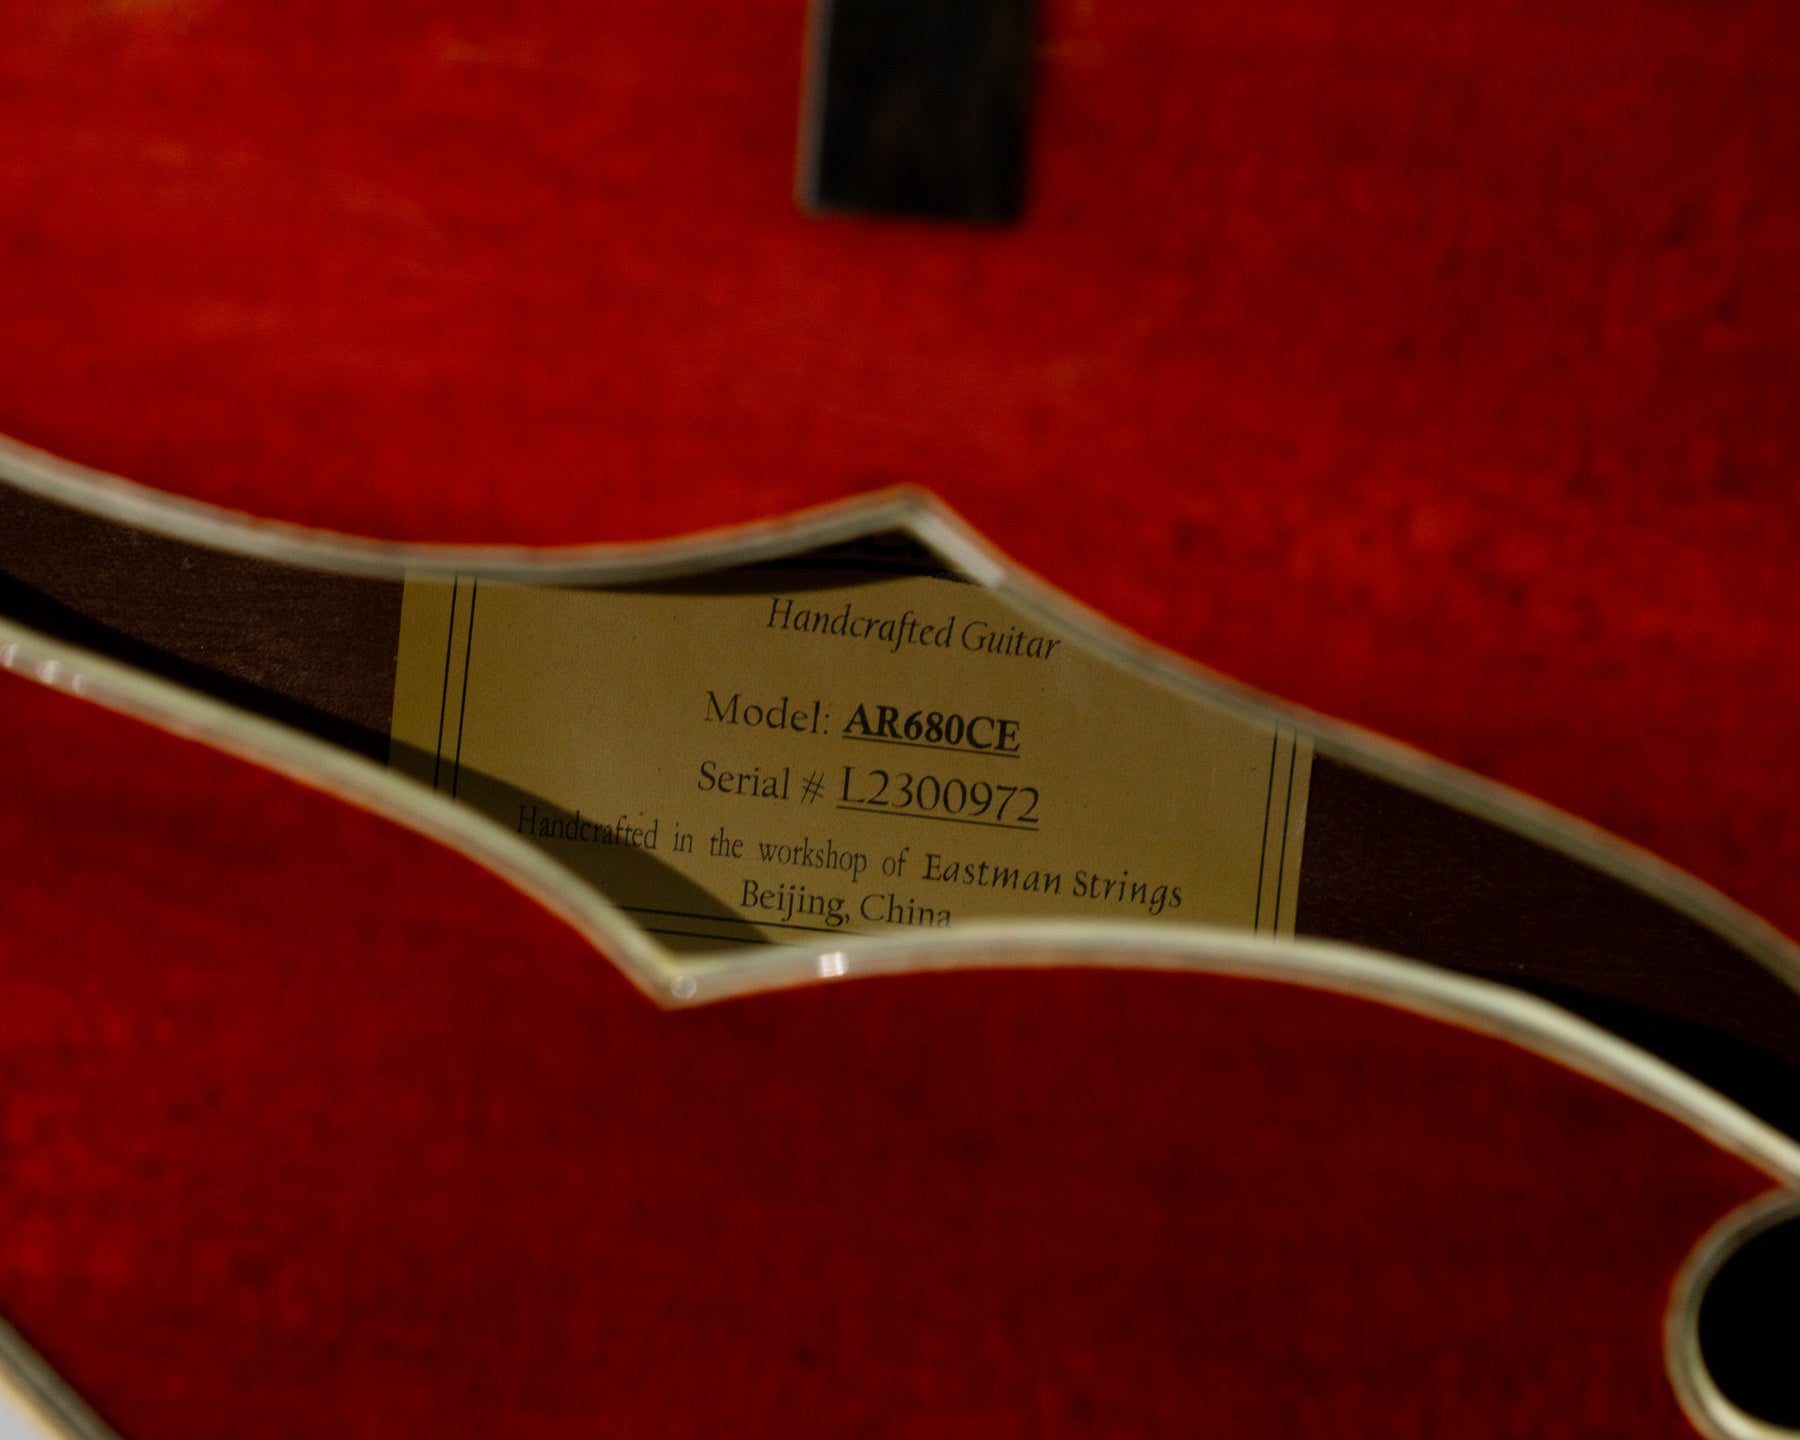 Handcrafted Guitar
Model: AR680CE
Serial # L2300972
Handcrafted in the workshop of Eastman Strings
Beijing, China